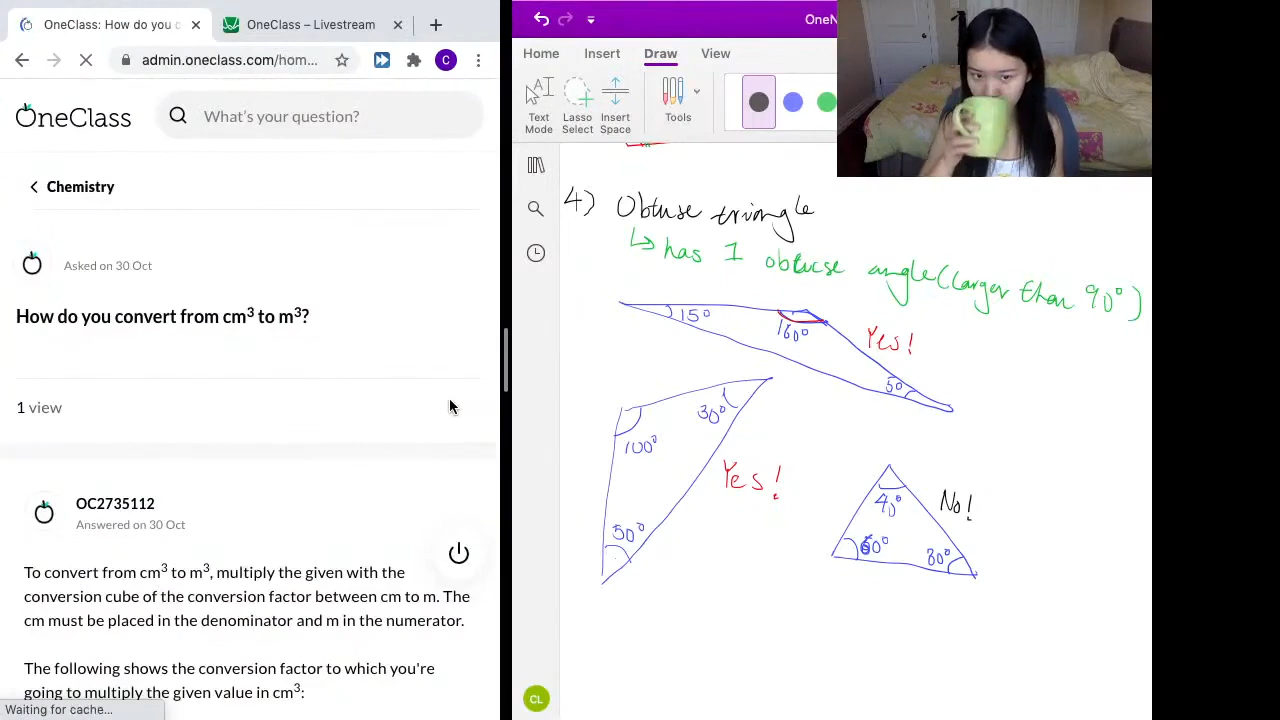 OneClass: How do you c
OneClass – Livestream
admin.oneclass.com/hom...
C
OneClass
What's your question?
Chemistry
Asked on 30 Oct
How do you convert from cm³ to m³?
1 view
OC2735112
Answered on 30 Oct
To convert from cm³ to m³, multiply the given with the
conversion cube of the conversion factor between cm to m. The
cm must be placed in the denominator and m in the numerator.
The following shows the conversion factor to which you're
going to multiply the given value in cm³:
Waiting for cache...
OneN
Home Insert Draw View
Text
Mode
Lasso
Select
Insert
Space
Tools
4) Obtuse triangle
↳ has 1 obtuse angle (larger than 90°)
15°
160°
Yes!
5°
30°
100°
Yes!
50°
40°
No!
60°
80°
CL